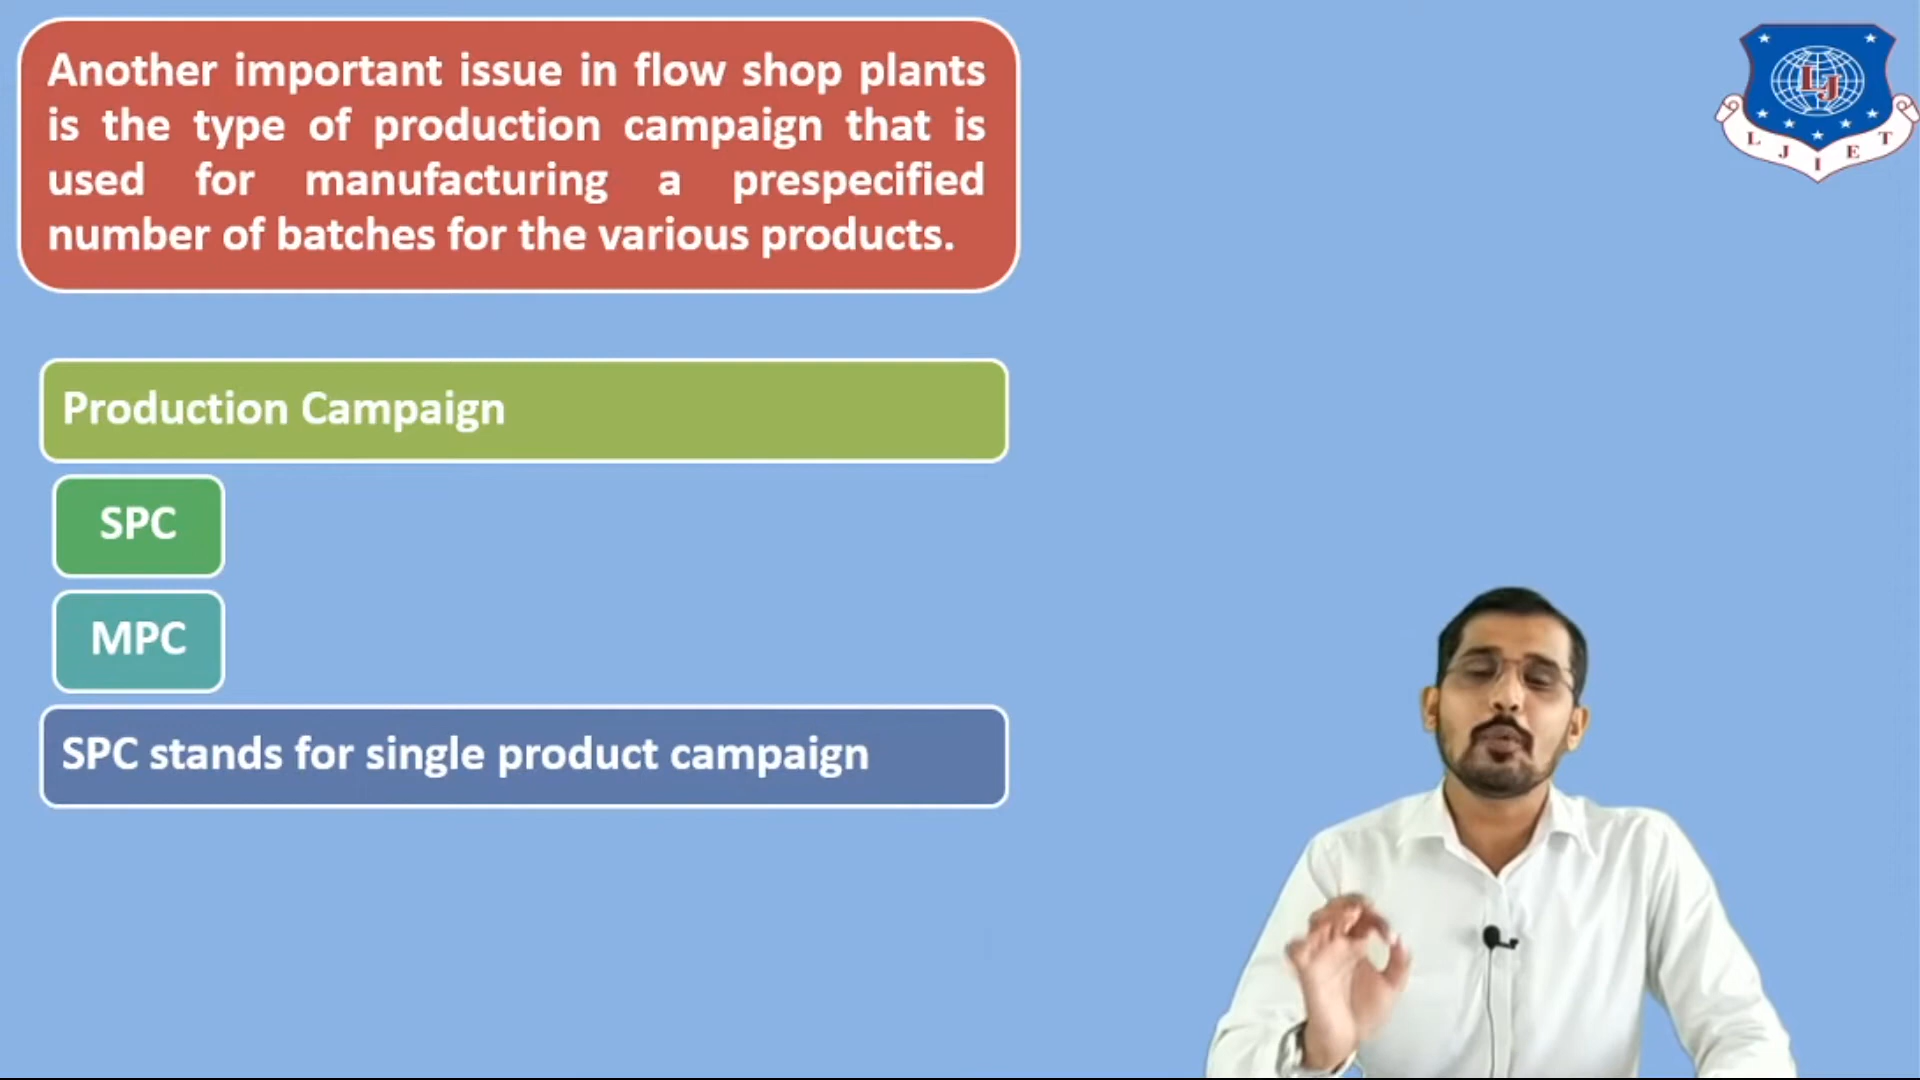 Another important issue in flow shop plants
is the type of production campaign that is
used for manufacturing a prespecified
number of batches for the various products.
Production Campaign
SPC
MPC
SPC stands for single product campaign
LJ
L J I E T